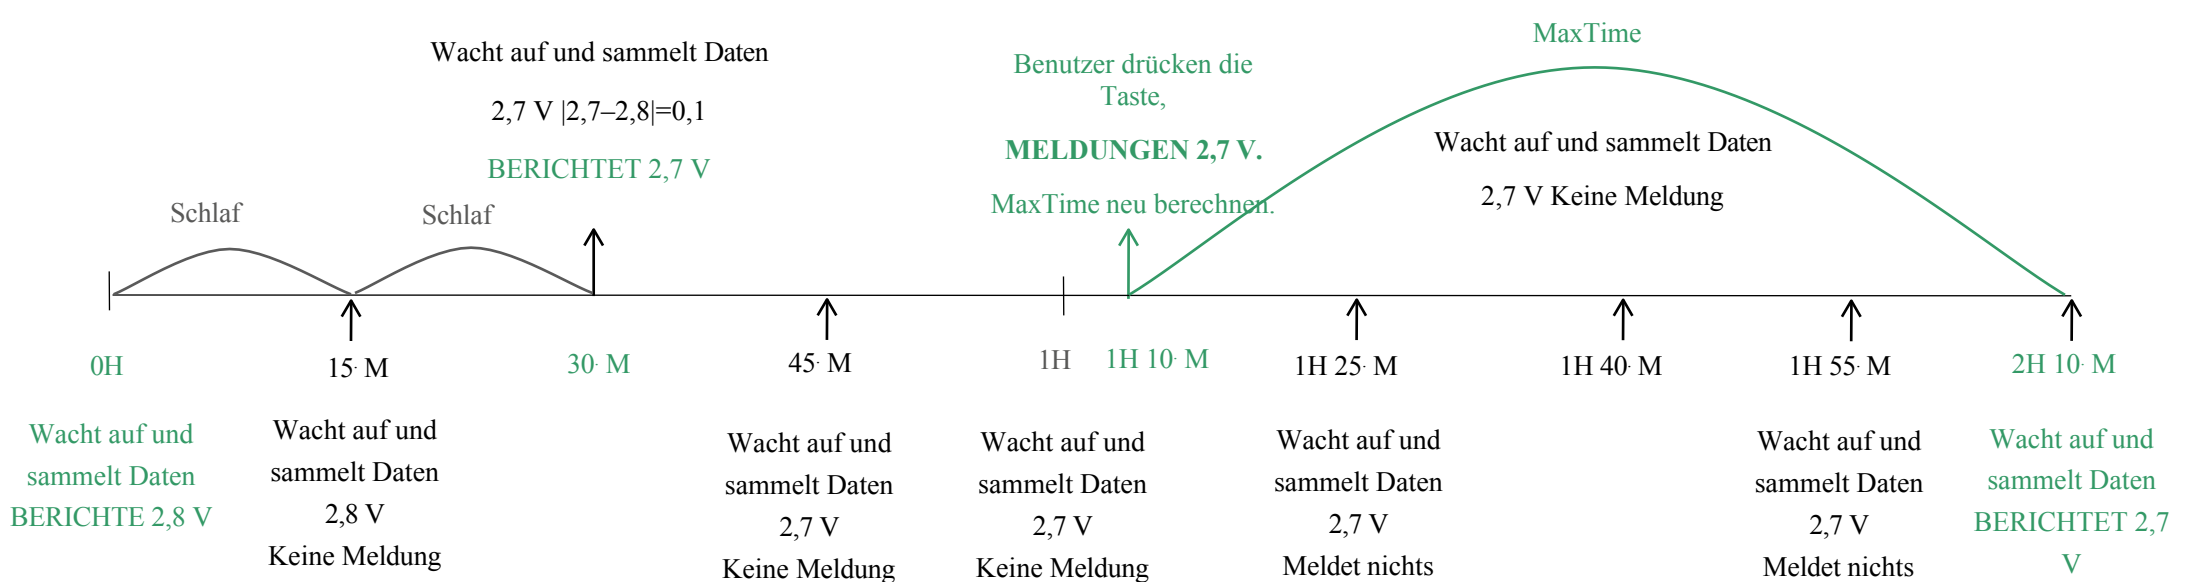 MaxTime
Wacht auf und sammelt Daten
2,7 V |2,7–2,8|=0,1
BERICHTET 2,7 V
Benutzer drücken die
Taste,
MELDUNGEN 2,7 V.
MaxTime neu berechnen.
Wacht auf und sammelt Daten
2,7 V Keine Meldung
Schlaf
Schlaf
0H
15. M
30. M
45. M
1H
1H 10. M
1H 25. M
1H 40. M
1H 55. M
2H 10. M
Wacht auf und
sammelt Daten
BERICHTE 2,8 V
Wacht auf und
sammelt Daten
2,8 V
Keine Meldung
Wacht auf und
sammelt Daten
2,7 V
Keine Meldung
Wacht auf und
sammelt Daten
2,7 V
Keine Meldung
Wacht auf und
sammelt Daten
2,7 V
Meldet nichts
Wacht auf und
sammelt Daten
2,7 V
Meldet nichts
Wacht auf und
sammelt Daten
BERICHTET 2,7
V